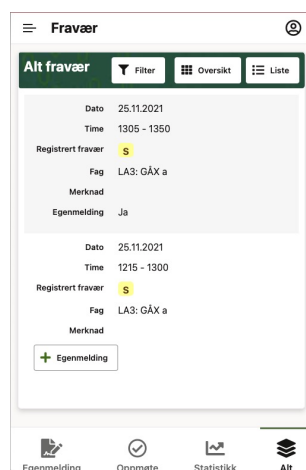 Fravær
Alt fravær
Filter
Oversikt
Liste
Dato 25.11.2021
Time 1305 - 1350
Registrert fravær S
Fag LA3: GÅX a
Merknad
Egenmelding Ja
Dato 25.11.2021
Time 1215 - 1300
Registrert fravær S
Fag LA3: GÅX a
Merknad
Egenmelding
Egenmelding Oppmøte Statistikk Alt